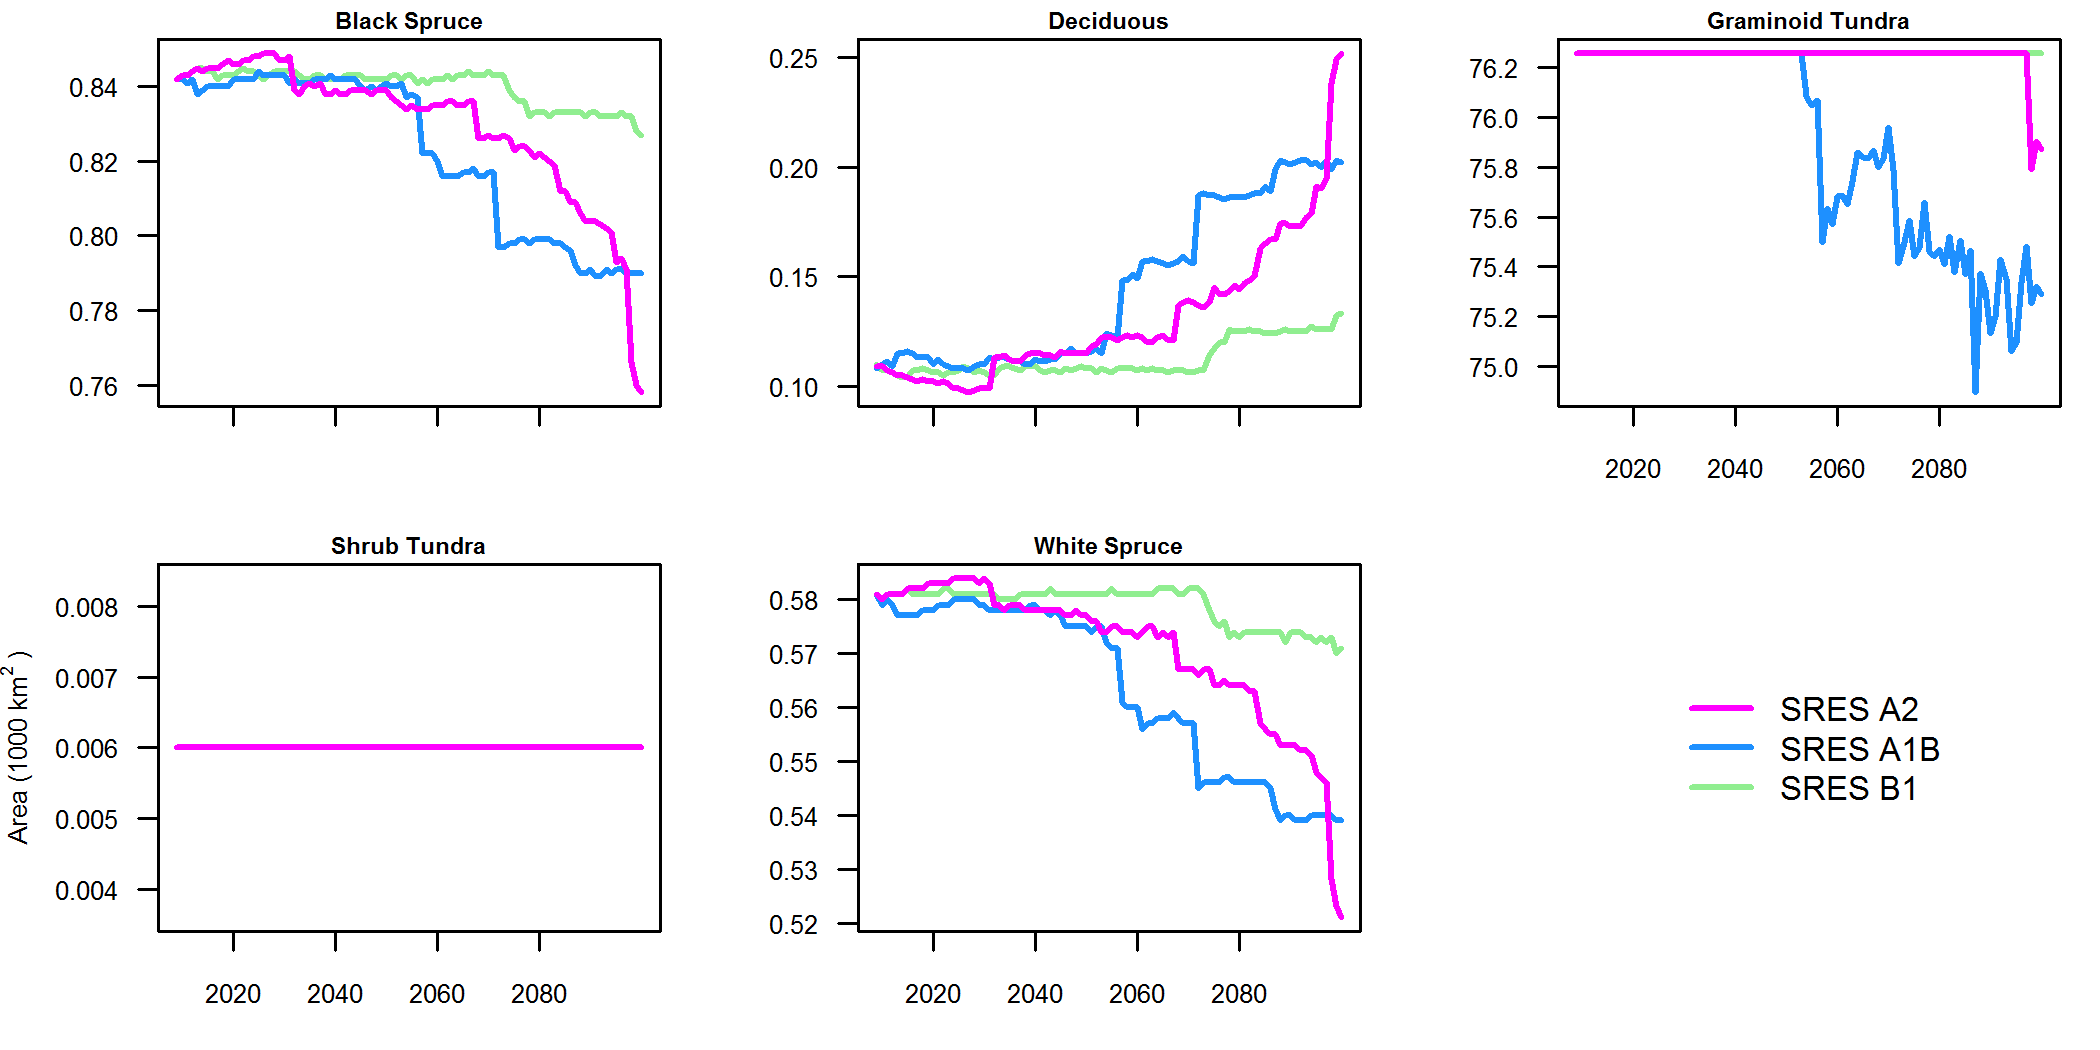 Black Spruce
0.84
0.82
0.80
0.78
0.76
Deciduous
0.25
0.20
0.15
0.10
Graminoid Tundra
76.2
76.0
75.8
75.6
75.4
75.2
75.0
2020 2040 2060 2080
Shrub Tundra
Area (1000 km²)
0.008
0.007
0.006
0.005
0.004
2020 2040 2060 2080
White Spruce
0.58
0.57
0.56
0.55
0.54
0.53
0.52
2020 2040 2060 2080
SRES A2
SRES A1B
SRES B1